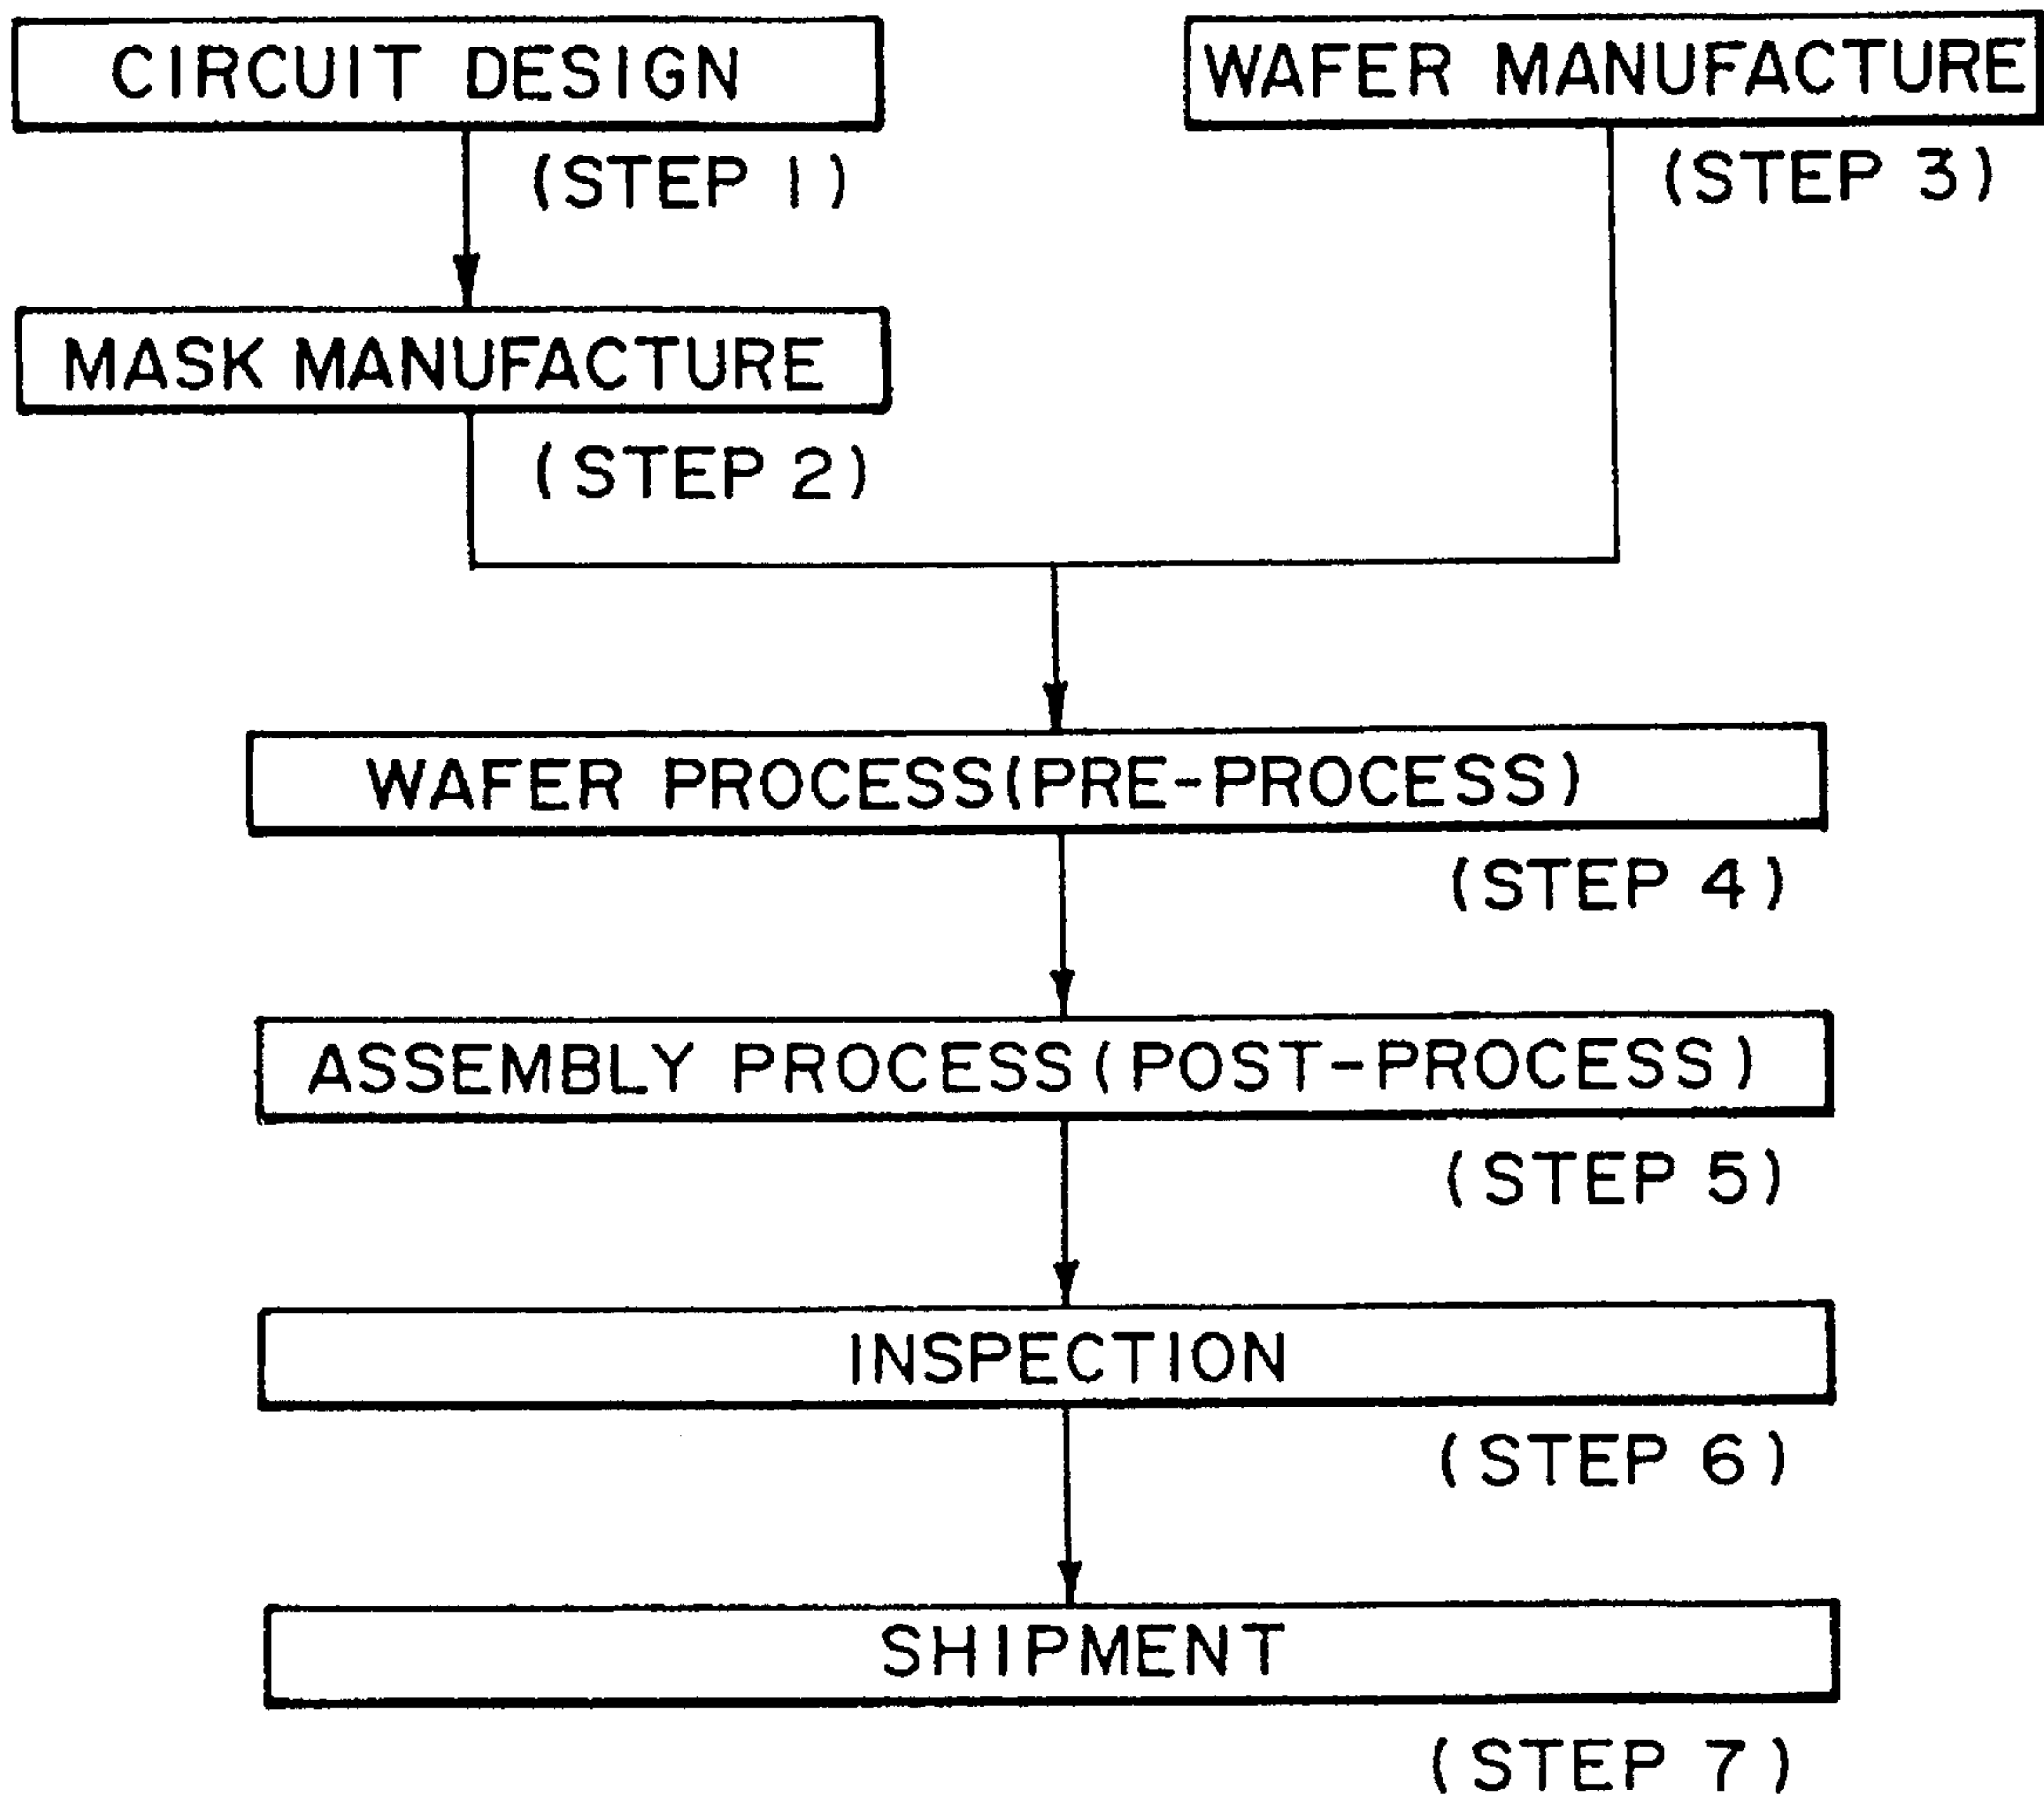 CIRCUIT DESIGN
(STEP 1)
MASK MANUFACTURE
(STEP 2)
WAFER MANUFACTURE
(STEP 3)
WAFER PROCESS(PRE-PROCESS)
(STEP 4)
ASSEMBLY PROCESS(POST-PROCESS)
(STEP 5)
INSPECTION
(STEP 6)
SHIPMENT
(STEP 7)